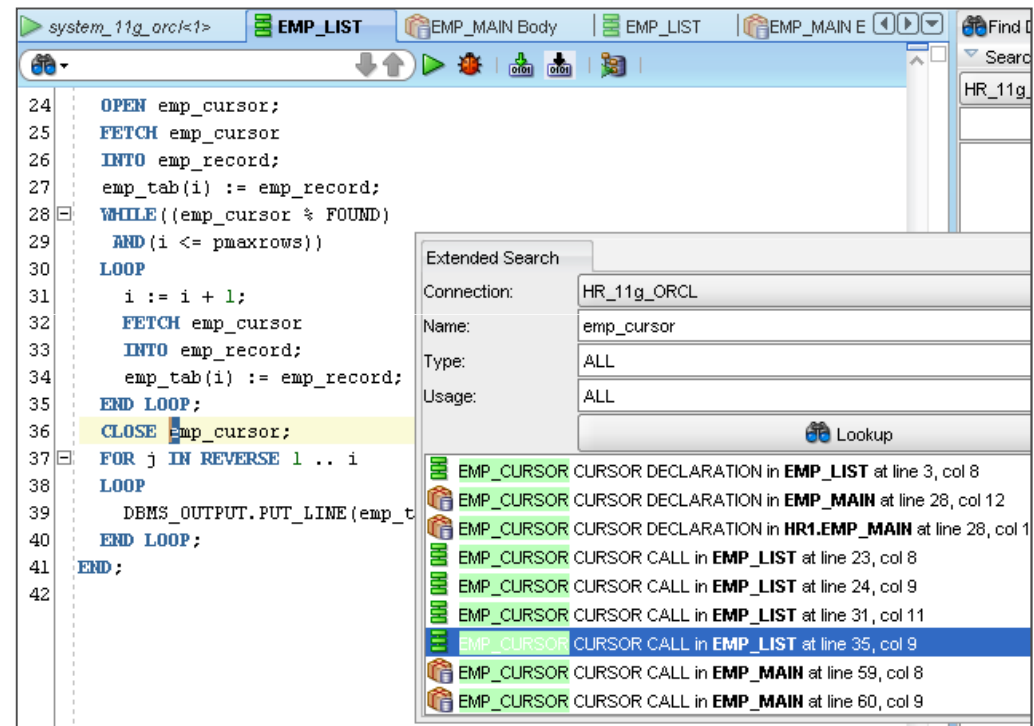 system_11g_orcl<1> EMP_LIST EMP_MAIN Body EMP_LIST EMP_MAIN E Find
Searc
HR_11g_
24 OPEN emp_cursor;
25 FETCH emp_cursor
26 INTO emp_record;
27 emp_tab(i) := emp_record;
28 WHILE((emp_cursor % FOUND)
29 AND(i <= pmaxrows))
30 LOOP
31 i := i + 1;
32 FETCH emp_cursor
33 INTO emp_record;
34 emp_tab(i) := emp_record;
35 END LOOP;
36 CLOSE emp_cursor;
37 FOR j IN REVERSE 1 .. i
38 LOOP
39 DBMS_OUTPUT.PUT_LINE(emp_t
40 END LOOP;
41 END;
42
Extended Search
Connection: HR_11g_ORCL
Name: emp_cursor
Type: ALL
Usage: ALL
Lookup
EMP_CURSOR CURSOR DECLARATION in EMP_LIST at line 3, col 8
EMP_CURSOR CURSOR DECLARATION in EMP_MAIN at line 28, col 12
EMP_CURSOR CURSOR DECLARATION in HR1.EMP_MAIN at line 28, col 1
EMP_CURSOR CURSOR CALL in EMP_LIST at line 23, col 8
EMP_CURSOR CURSOR CALL in EMP_LIST at line 24, col 9
EMP_CURSOR CURSOR CALL in EMP_LIST at line 31, col 11
EMP_CURSOR CURSOR CALL in EMP_LIST at line 35, col 9
EMP_CURSOR CURSOR CALL in EMP_MAIN at line 59, col 8
EMP_CURSOR CURSOR CALL in EMP_MAIN at line 60, col 9